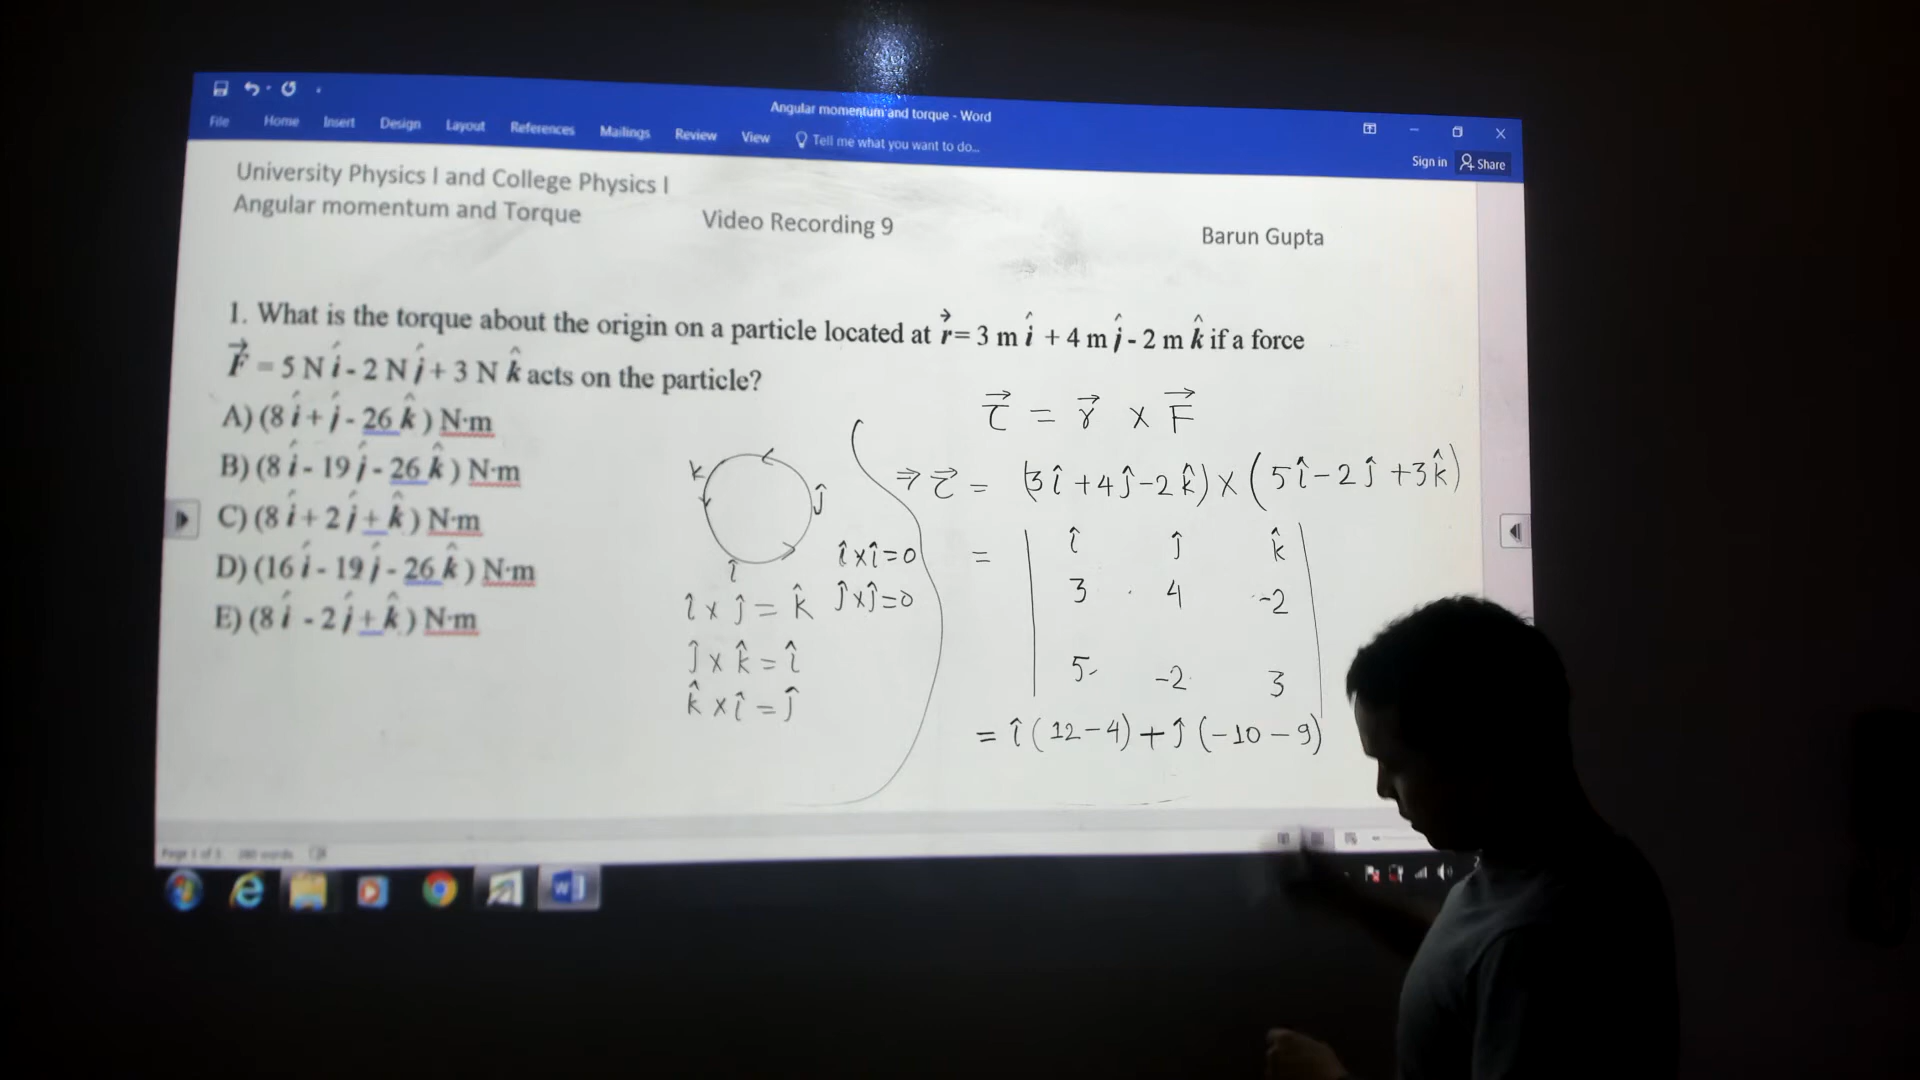 Angular momentum and torque - Word
File Home Insert Design Layout References Mailings Review View Tell me what you want to do...
Sign in Share
University Physics I and College Physics I
Angular momentum and Torque
Video Recording 9
Barun Gupta
1. What is the torque about the origin on a particle located at r⃗= 3 m î + 4 m ĵ - 2 m k̂ if a force
F⃗ = 5 N î - 2 N ĵ + 3 N k̂ acts on the particle?
A) (8 î + ĵ - 26 k̂ ) N·m
B) (8 î - 19 ĵ - 26 k̂ ) N·m
C) (8 î + 2 ĵ + k̂ ) N·m
D) (16 î - 19 ĵ - 26 k̂ ) N·m
E) (8 î - 2 ĵ + k̂ ) N·m
k
ĵ
î
î × î = 0
î × ĵ = k̂
ĵ × ĵ = 0
ĵ × k̂ = î
k̂ × î = ĵ
τ⃗ = r⃗ × F⃗
⇒ τ⃗ = (3î + 4ĵ - 2k̂) × (5î - 2ĵ + 3k̂)
= | î ĵ k̂ |
3 4 -2
5 -2 3
= î (12 - 4) + ĵ (-10 - 9)
Page 1 of 3
W